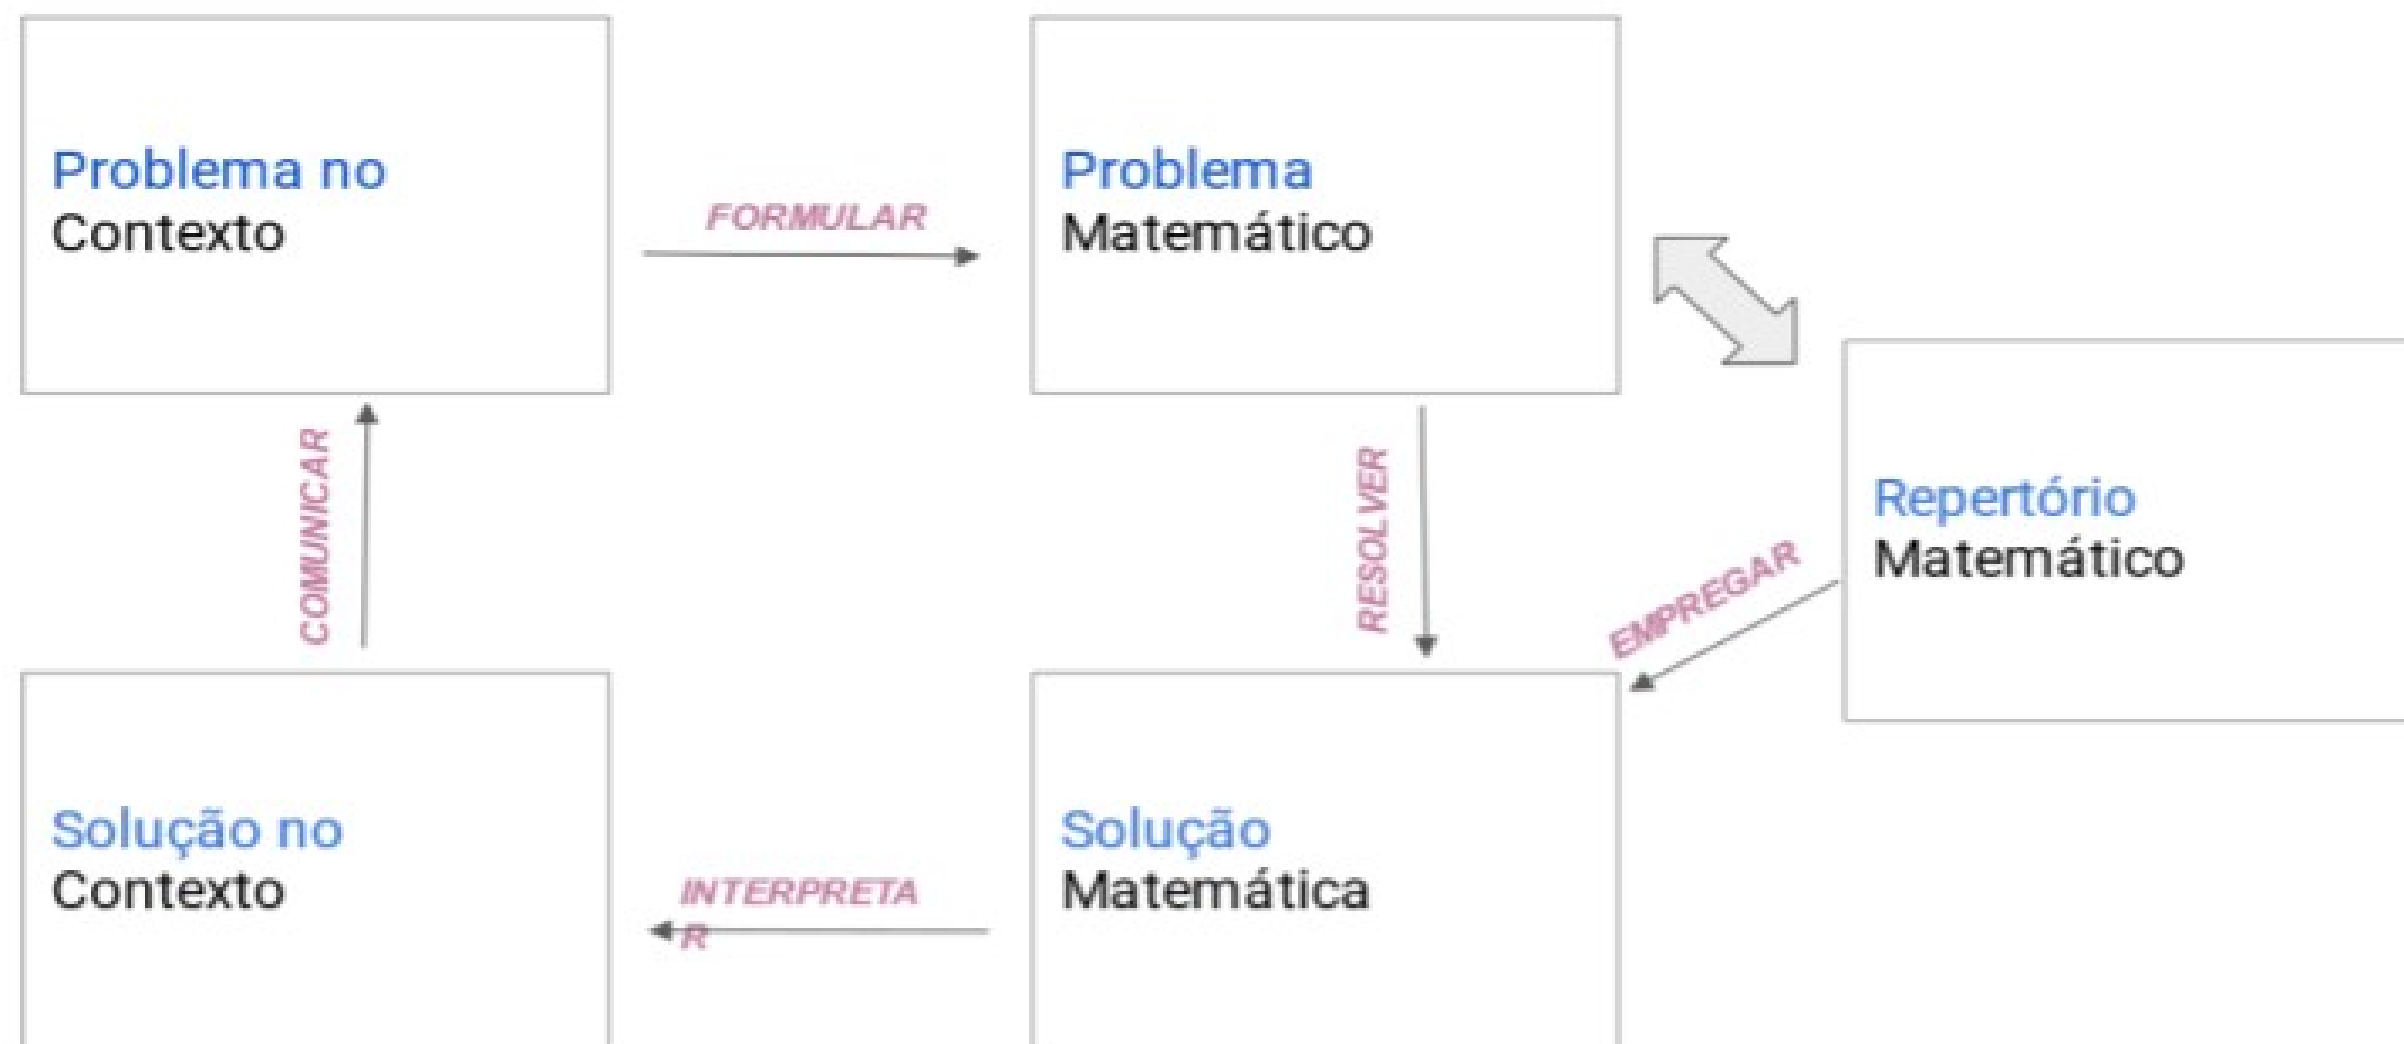 Problema no
Contexto
FORMULAR
Problema
Matemático
COMUNICAR
RESOLVER
Repertório
Matemático
EMPREGAR
Solução no
Contexto
INTERPRETA
R
Solução
Matemática